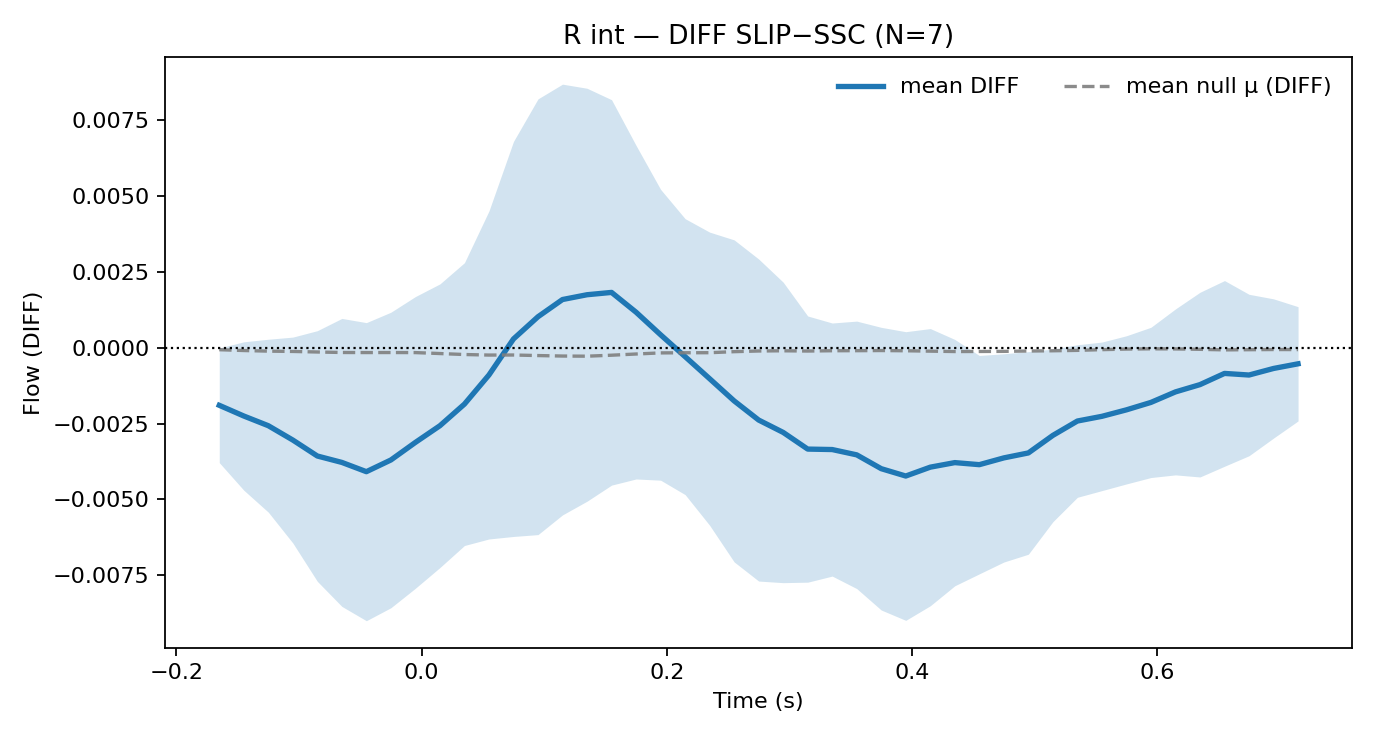 R int — DIFF SLIP−SSC (N=7)
mean DIFF
mean null μ (DIFF)
Flow (DIFF)
0.0075
0.0050
0.0025
0.0000
−0.0025
−0.0050
−0.0075
−0.2
0.0
0.2
0.4
0.6
Time (s)